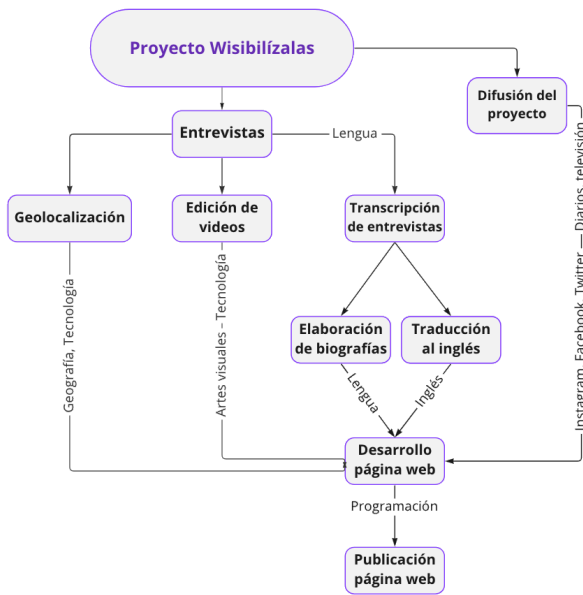 Proyecto Wisibilízalas
Difusión del
proyecto
Entrevistas
Lengua
Geolocalización
Edición de
videos
Transcripción
de entrevistas
Geografía, Tecnología
Artes visuales – Tecnología
Instagram, Facebook, Twitter — Diarios, televisión
Elaboración
de biografías
Traducción
al inglés
Lengua
Inglés
Desarrollo
página web
Programación
Publicación
página web